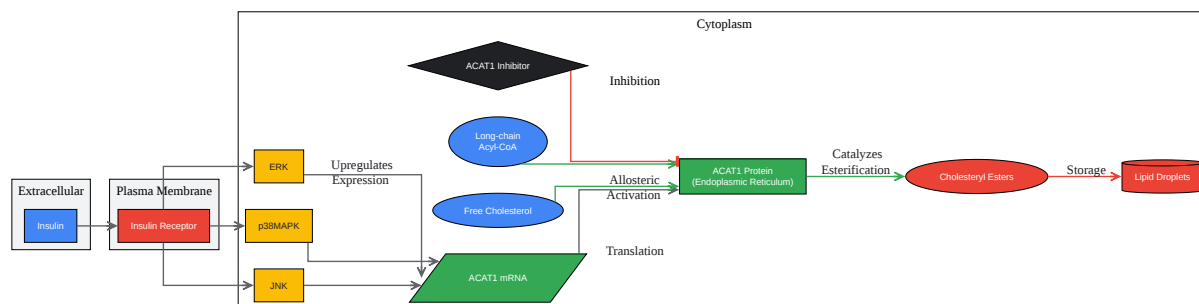 Cytoplasm
ACAT1 Inhibitor
Inhibition
Long-chain
Acyl-CoA
ERK
Upregulates
Expression
Catalyzes
Esterification
ACAT1 Protein
(Endoplasmic Reticulum)
Cholesteryl Esters
Storage
Lipid Droplets
Extracellular
Plasma Membrane
Allosteric
Activation
Free Cholesterol
Insulin
Insulin Receptor
p38MAPK
Translation
ACAT1 mRNA
JNK